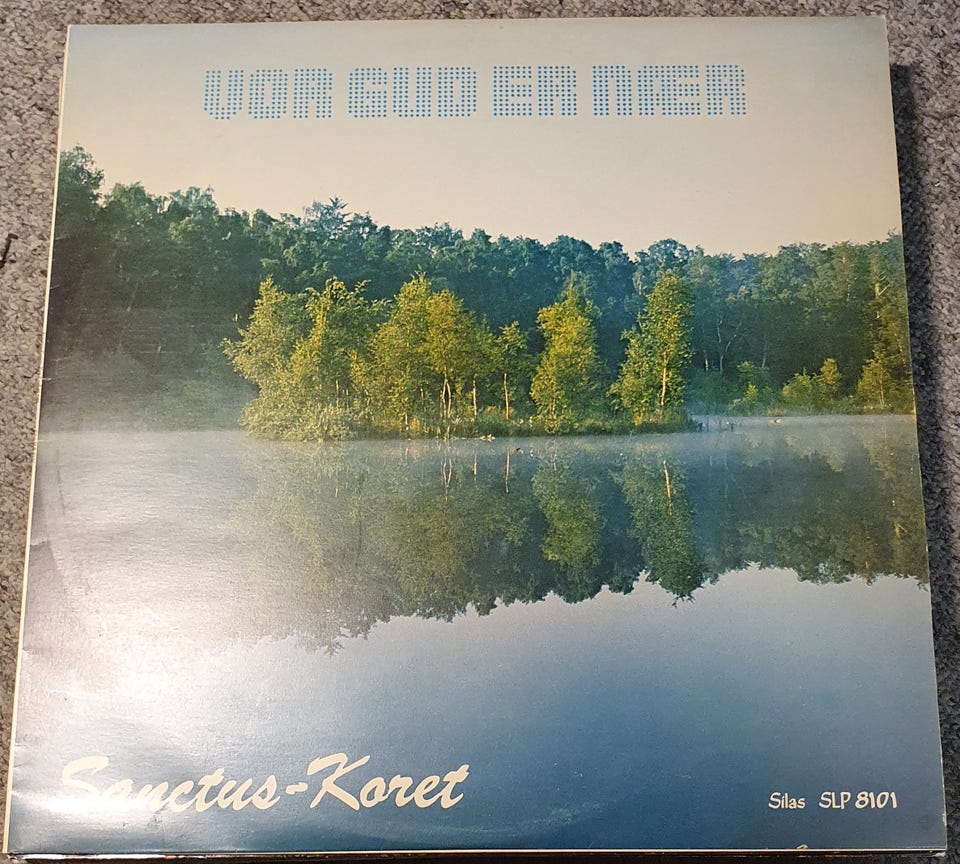 VOR GUD ER NÆR
Sanctus-Koret
Silas SLP 8101